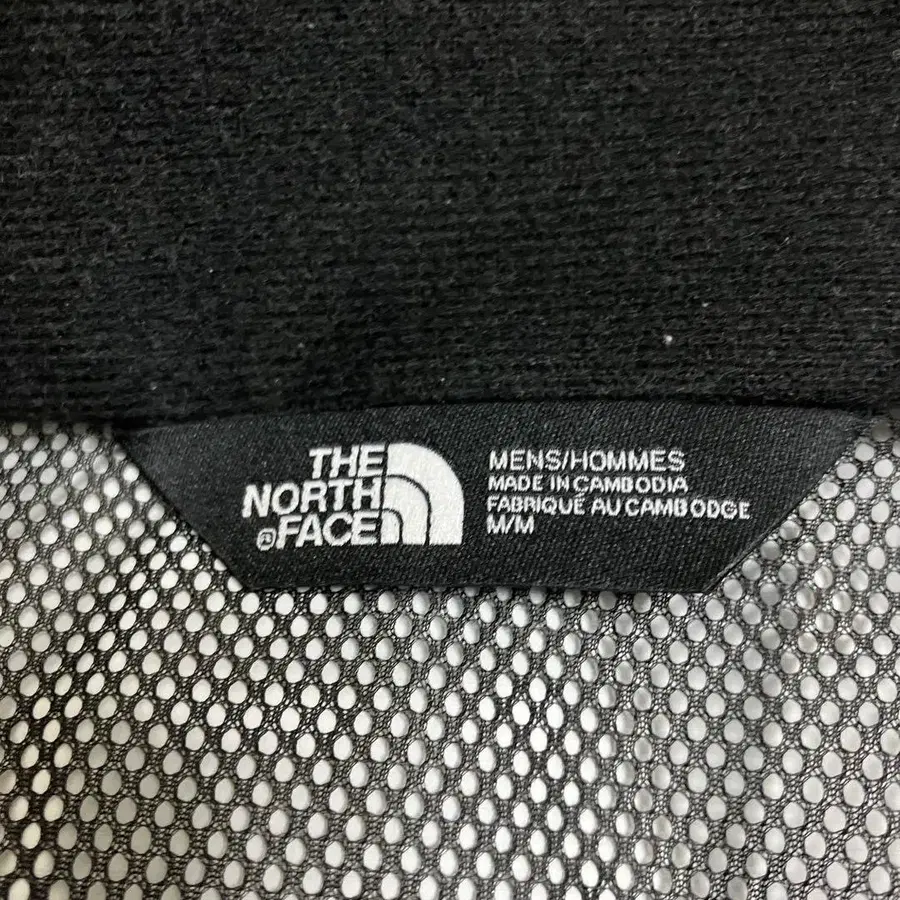 THE
NORTH
FACE
MENS/HOMMES
MADE IN CAMBODIA
FABRIQUÉ AU CAMBODGE
M/M